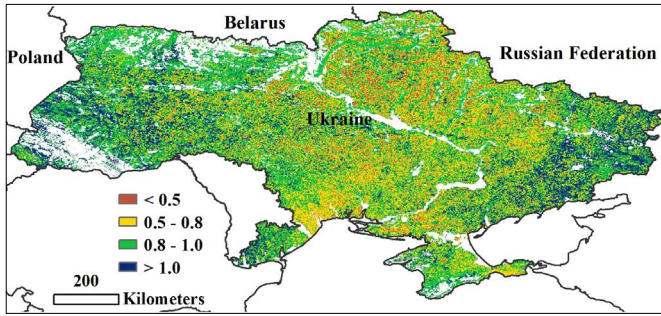 Belarus
Poland
Russian Federation
Ukraine
< 0.5
0.5 - 0.8
0.8 - 1.0
> 1.0
200
Kilometers